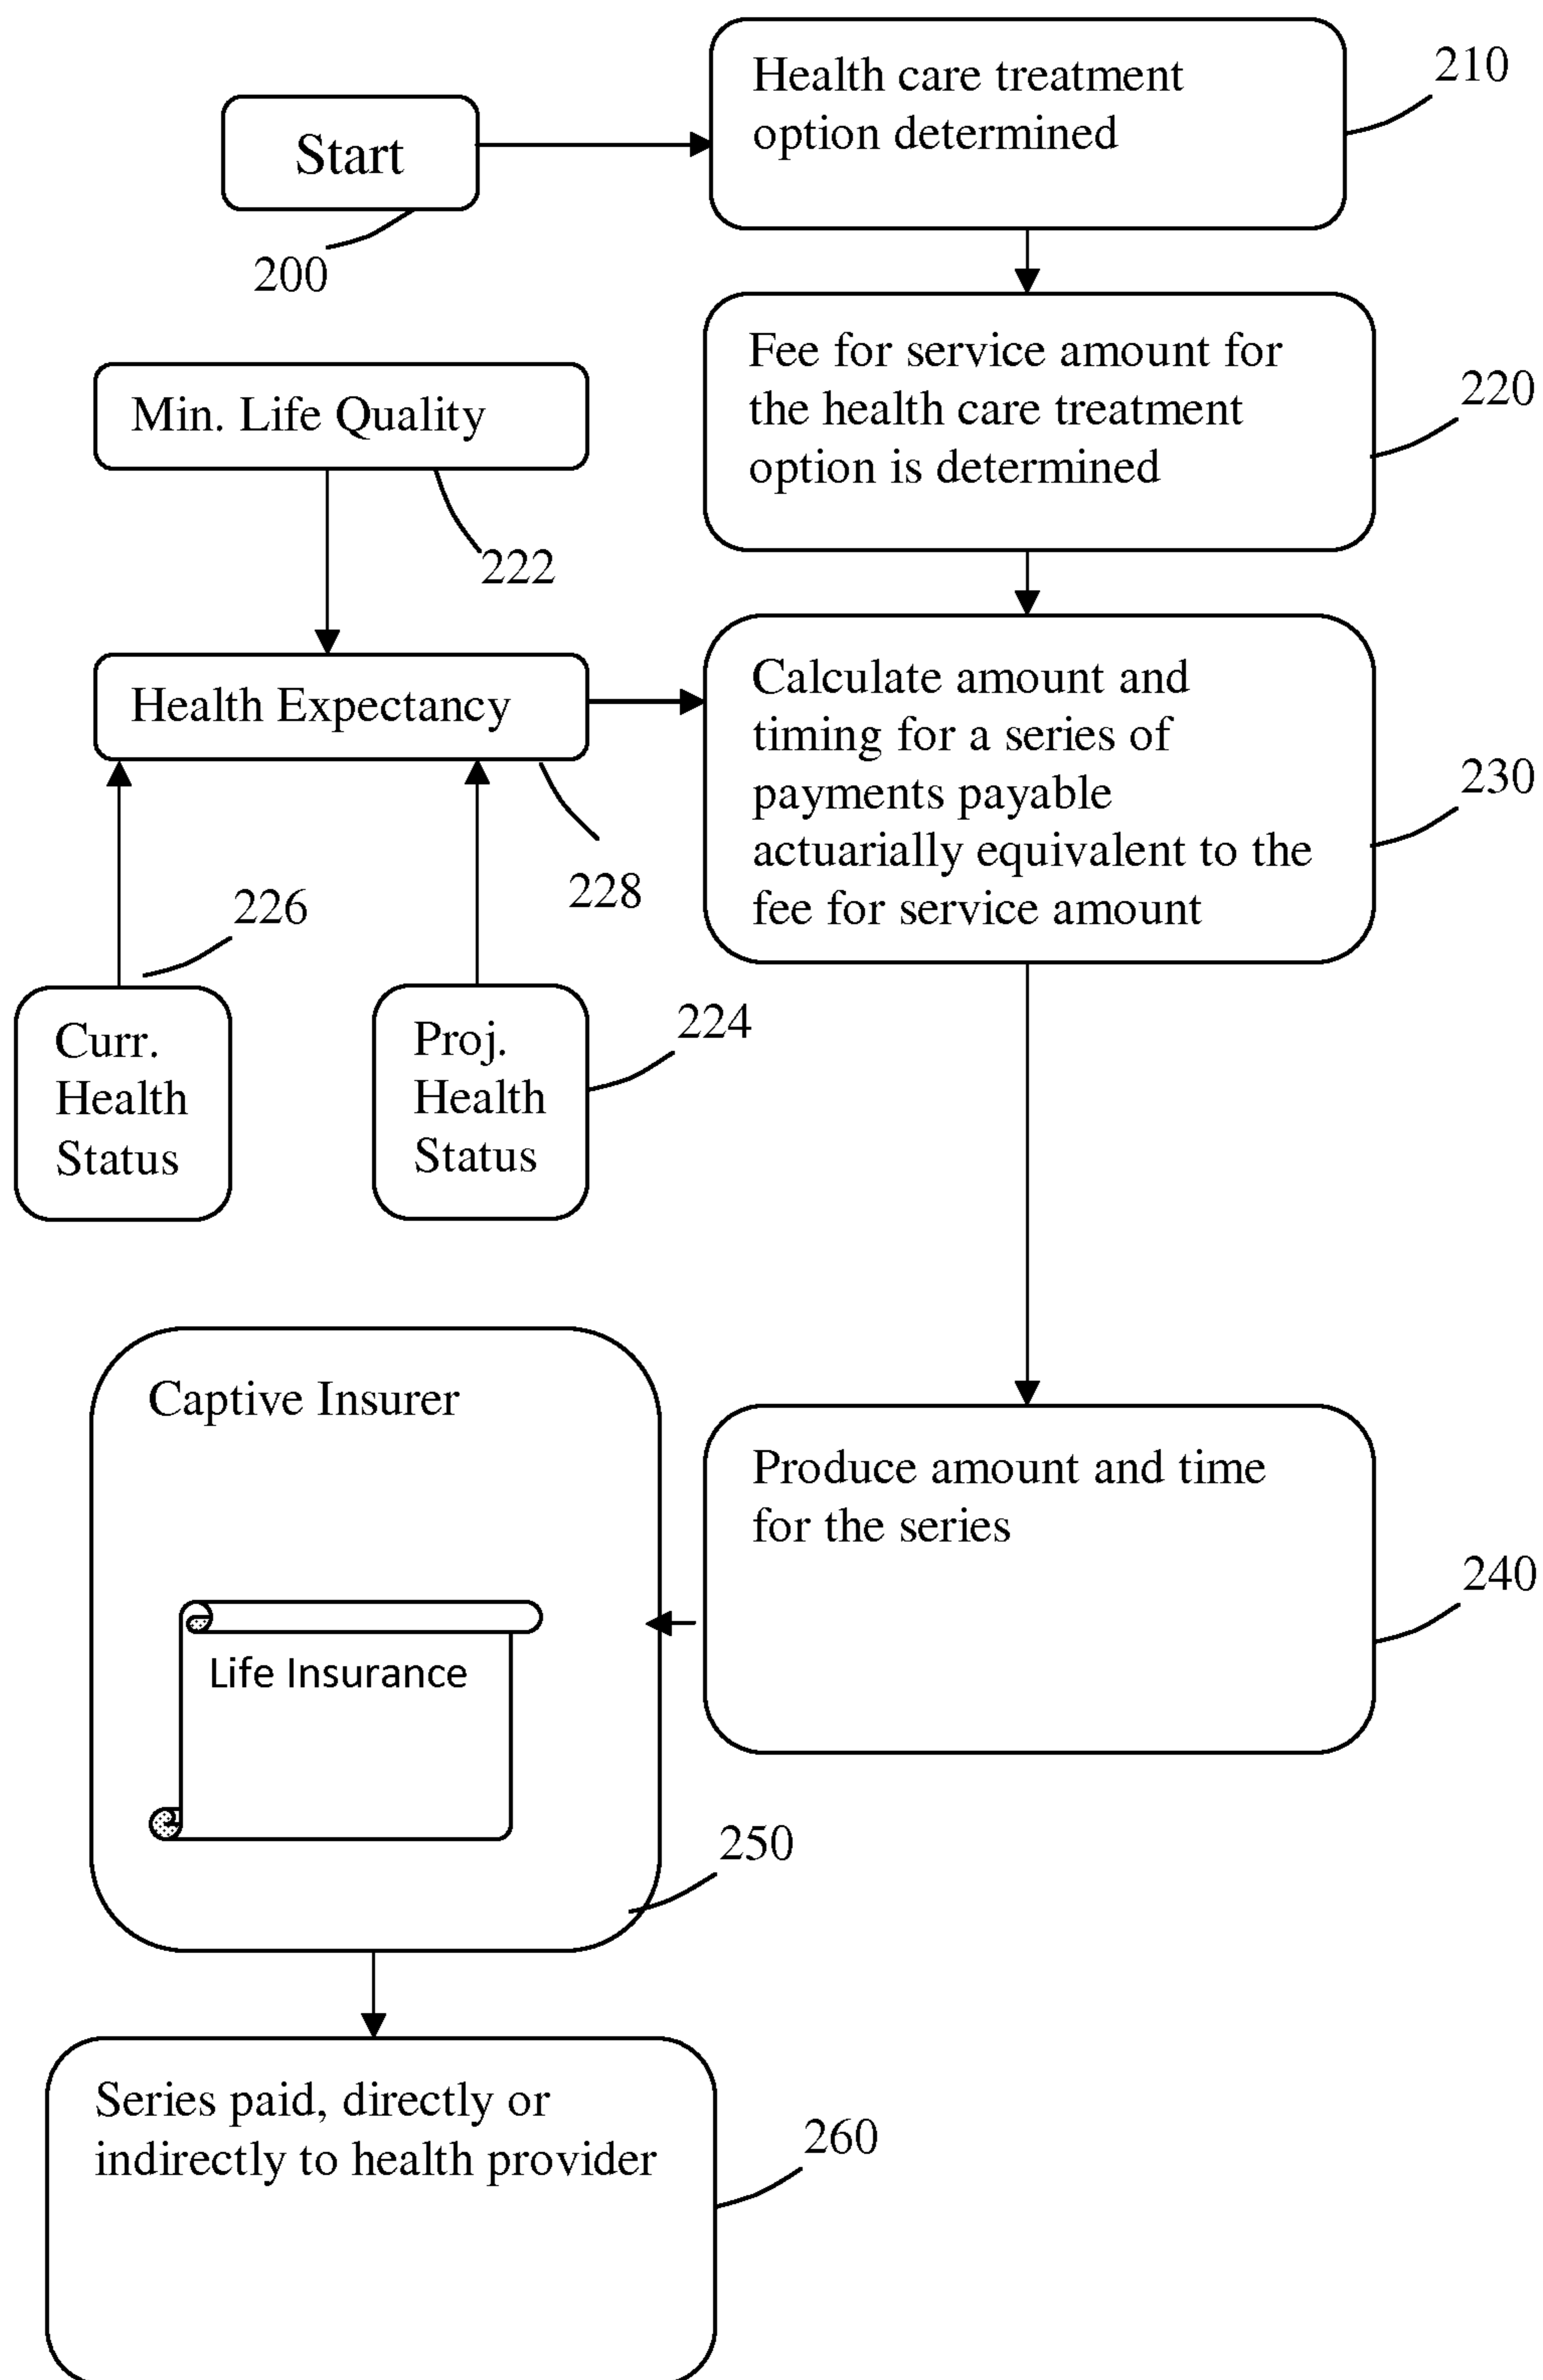 Health care treatment
option determined
210
Start
200
Fee for service amount for
the health care treatment
option is determined
220
Min. Life Quality
222
Health Expectancy
228
Calculate amount and
timing for a series of
payments payable
actuarially equivalent to the
fee for service amount
230
226
Curr.
Health
Status
224
Proj.
Health
Status
Captive Insurer
Life Insurance
250
Produce amount and time
for the series
240
Series paid, directly or
indirectly to health provider
260